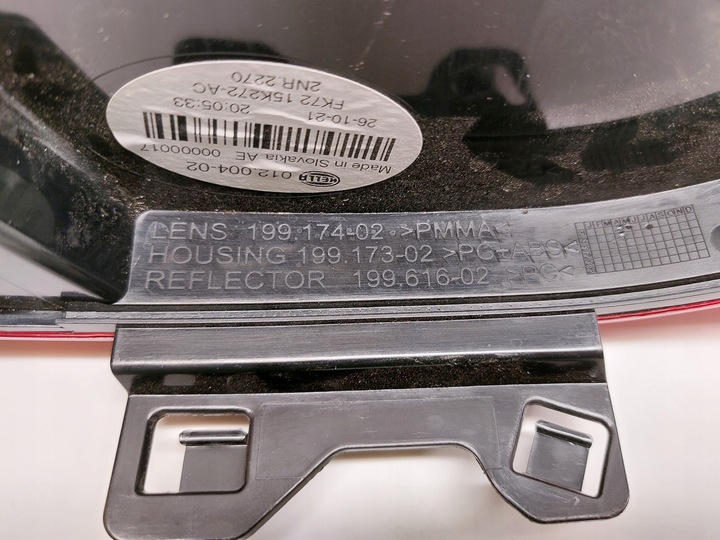 012.004-02 HELLA
Made in Slovakia AE 00000017
26-10-21 20:05:33
FK72 15K272-AC
2NR.2270
LENS 199.174-02 >PMMA<
HOUSING 199.173-02 >PC+
REFLECTOR 199.616-02 >PC<
J F M A M J J A S O N D